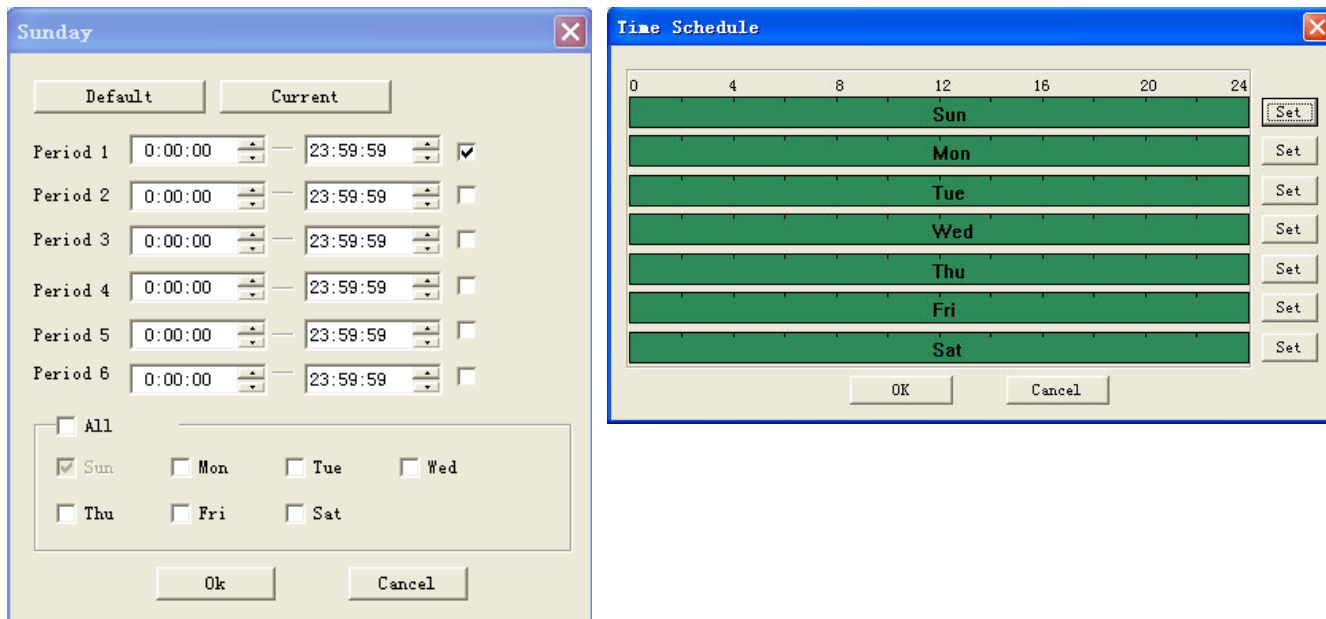 Sunday
Default Current
Period 1 0:00:00 — 23:59:59
Period 2 0:00:00 — 23:59:59
Period 3 0:00:00 — 23:59:59
Period 4 0:00:00 — 23:59:59
Period 5 0:00:00 — 23:59:59
Period 6 0:00:00 — 23:59:59
All
Sun Mon Tue Wed
Thu Fri Sat
Ok Cancel
Time Schedule
0 4 8 12 16 20 24
Sun Set
Mon Set
Tue Set
Wed Set
Thu Set
Fri Set
Sat Set
OK Cancel